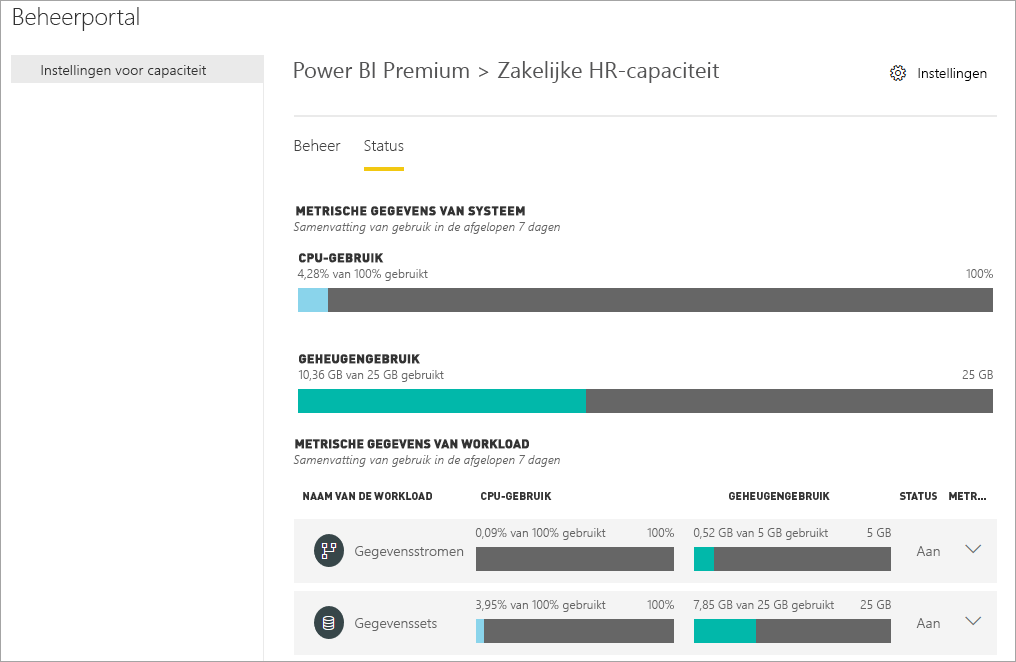 Beheerportal
Instellingen voor capaciteit
Power BI Premium > Zakelijke HR-capaciteit
Instellingen
Beheer Status
METRISCHE GEGEVENS VAN SYSTEEM
Samenvatting van gebruik in de afgelopen 7 dagen
CPU-GEBRUIK
4,28% van 100% gebruikt 100%
GEHEUGENGEBRUIK
10,36 GB van 25 GB gebruikt 25 GB
METRISCHE GEGEVENS VAN WORKLOAD
Samenvatting van gebruik in de afgelopen 7 dagen
NAAM VAN DE WORKLOAD CPU-GEBRUIK GEHEUGENGEBRUIK STATUS METR...
0,09% van 100% gebruikt 100% 0,52 GB van 5 GB gebruikt 5 GB
Gegevensstromen Aan
3,95% van 100% gebruikt 100% 7,85 GB van 25 GB gebruikt 25 GB
Gegevenssets Aan